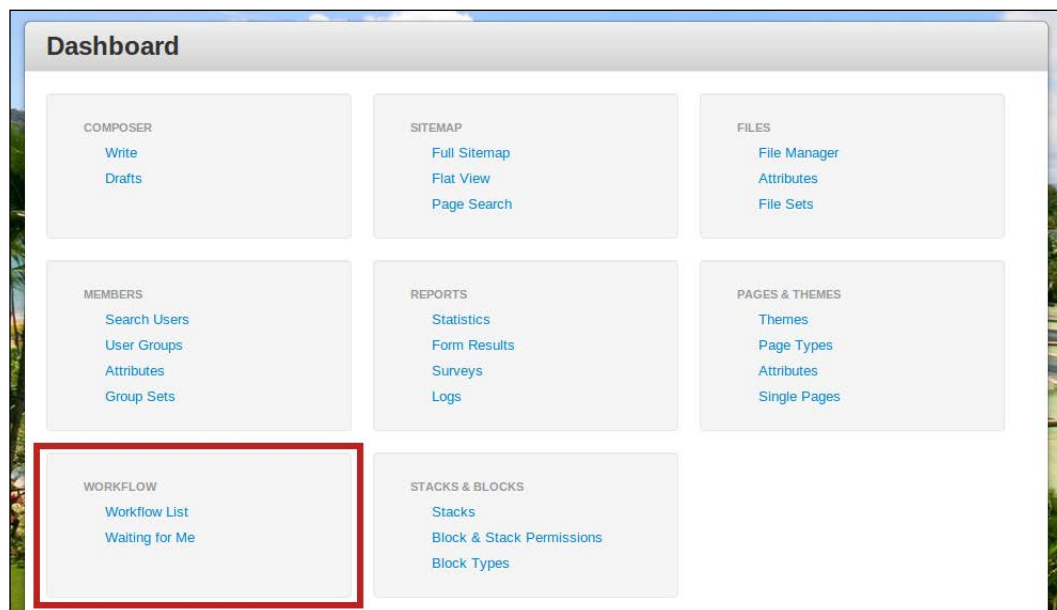 Dashboard
COMPOSER
Write
Drafts
SITEMAP
Full Sitemap
Flat View
Page Search
FILES
File Manager
Attributes
File Sets
MEMBERS
Search Users
User Groups
Attributes
Group Sets
REPORTS
Statistics
Form Results
Surveys
Logs
PAGES & THEMES
Themes
Page Types
Attributes
Single Pages
WORKFLOW
Workflow List
Waiting for Me
STACKS & BLOCKS
Stacks
Block & Stack Permissions
Block Types